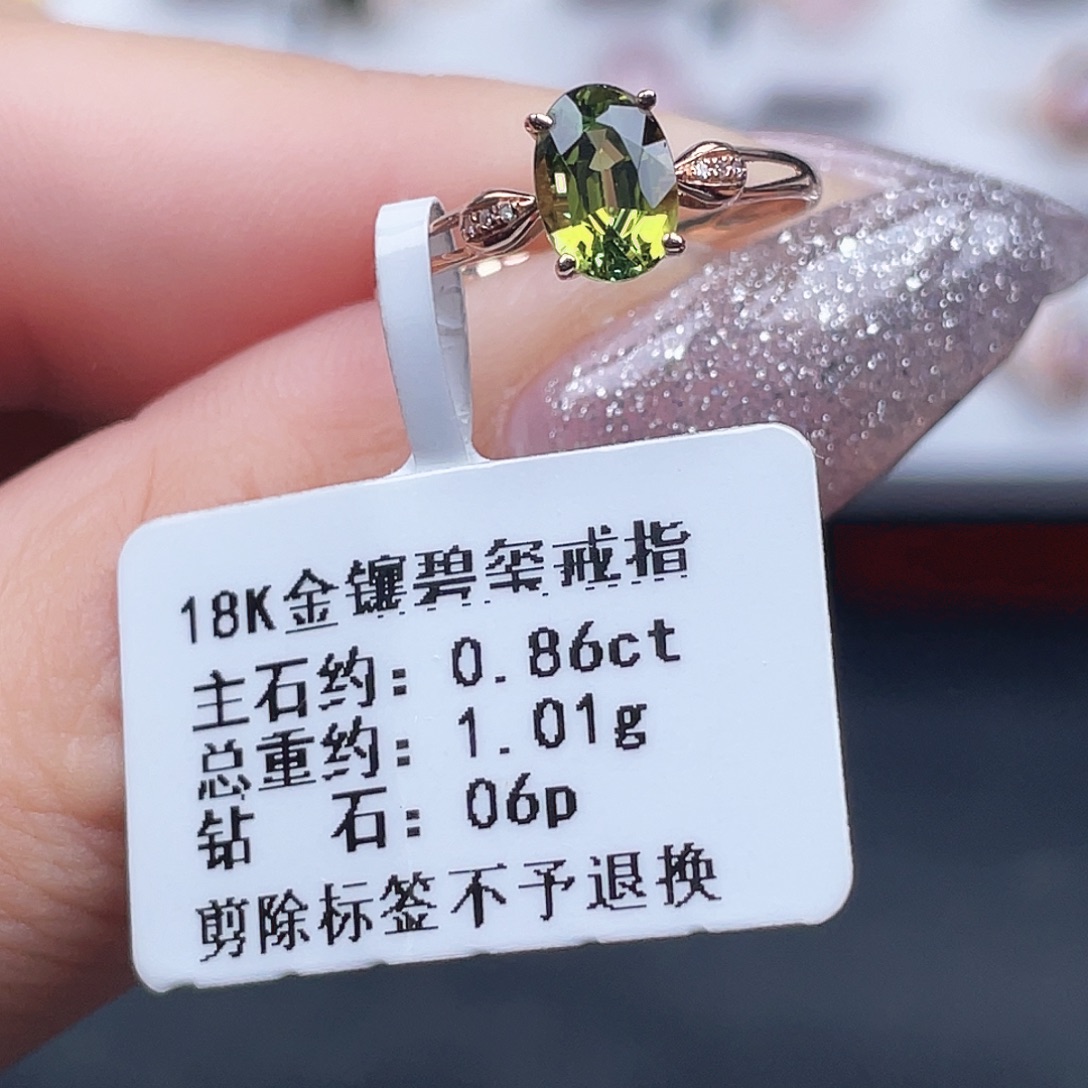 18K金镶碧玺戒指
主石约: 0.86ct
总重约: 1.01g
钻 石: 06p
剪除标签不予退换